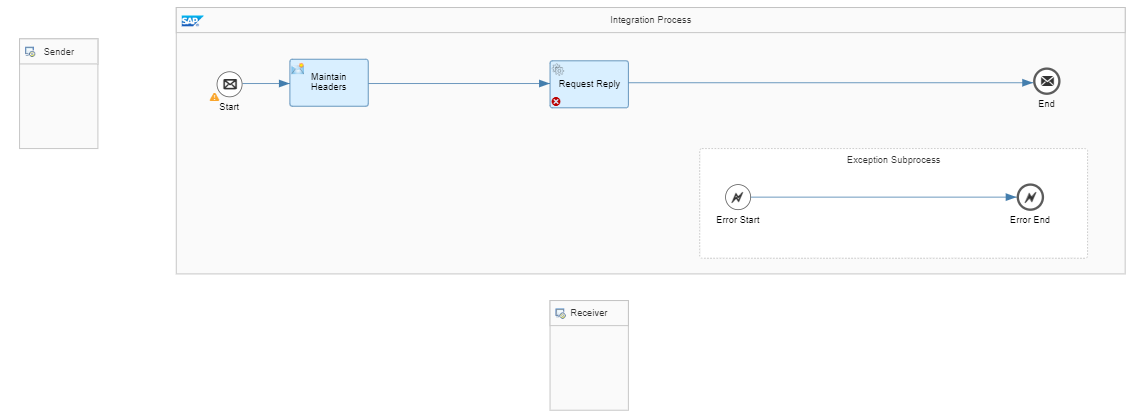 SAP
Integration Process
Sender
Maintain
Headers
Request Reply
Start
End
Exception Subprocess
Error Start
Error End
Receiver